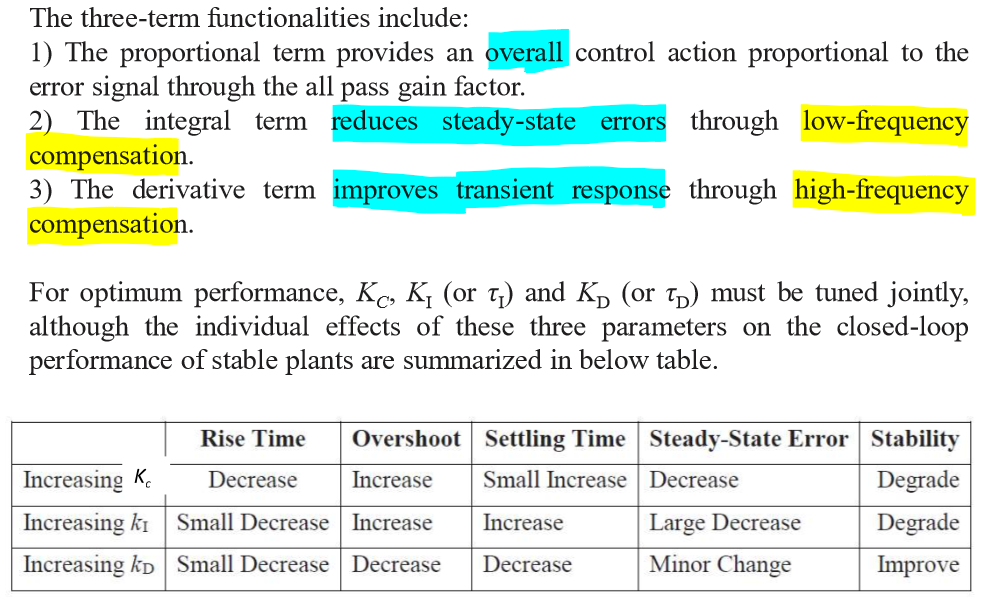 The three-term functionalities include:
1) The proportional term provides an overall control action proportional to the
error signal through the all pass gain factor.
2) The integral term reduces steady-state errors through low-frequency
compensation.
3) The derivative term improves transient response through high-frequency
compensation.
For optimum performance, K_C, K_I (or τ_I) and K_D (or τ_D) must be tuned jointly,
although the individual effects of these three parameters on the closed-loop
performance of stable plants are summarized in below table.
Rise Time Overshoot Settling Time Steady-State Error Stability
Increasing K_c Decrease Increase Small Increase Decrease Degrade
Increasing k_I Small Decrease Increase Increase Large Decrease Degrade
Increasing k_D Small Decrease Decrease Decrease Minor Change Improve